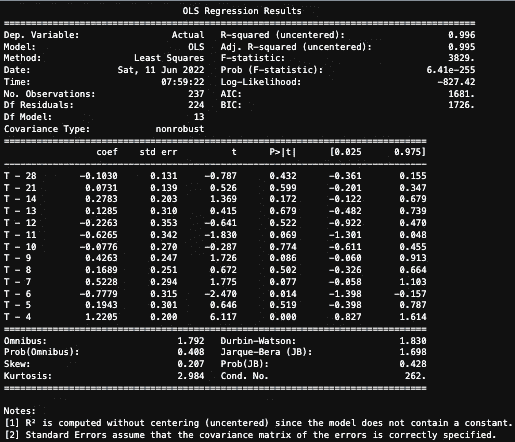 OLS Regression Results
Dep. Variable: Actual R-squared (uncentered): 0.996
Model: OLS Adj. R-squared (uncentered): 0.995
Method: Least Squares F-statistic: 3829.
Date: Sat, 11 Jun 2022 Prob (F-statistic): 6.41e-255
Time: 07:59:22 Log-Likelihood: -827.42
No. Observations: 237 AIC: 1681.
Df Residuals: 224 BIC: 1726.
Df Model: 13
Covariance Type: nonrobust
coef std err t P>|t| [0.025 0.975]
T - 28 -0.1030 0.131 -0.787 0.432 -0.361 0.155
T - 21 0.0731 0.139 0.526 0.599 -0.201 0.347
T - 14 0.2783 0.203 1.369 0.172 -0.122 0.679
T - 13 0.1285 0.310 0.415 0.679 -0.482 0.739
T - 12 -0.2263 0.353 -0.641 0.522 -0.922 0.470
T - 11 -0.6265 0.342 -1.830 0.069 -1.301 0.048
T - 10 -0.0776 0.270 -0.287 0.774 -0.611 0.455
T - 9 0.4263 0.247 1.726 0.086 -0.060 0.913
T - 8 0.1689 0.251 0.672 0.502 -0.326 0.664
T - 7 0.5228 0.294 1.775 0.077 -0.058 1.103
T - 6 -0.7779 0.315 -2.470 0.014 -1.398 -0.157
T - 5 0.1943 0.301 0.646 0.519 -0.398 0.787
T - 4 1.2205 0.200 6.117 0.000 0.827 1.614
Omnibus: 1.792 Durbin-Watson: 1.830
Prob(Omnibus): 0.408 Jarque-Bera (JB): 1.698
Skew: 0.207 Prob(JB): 0.428
Kurtosis: 2.984 Cond. No. 262.
Notes:
[1] R² is computed without centering (uncentered) since the model does not contain a constant.
[2] Standard Errors assume that the covariance matrix of the errors is correctly specified.